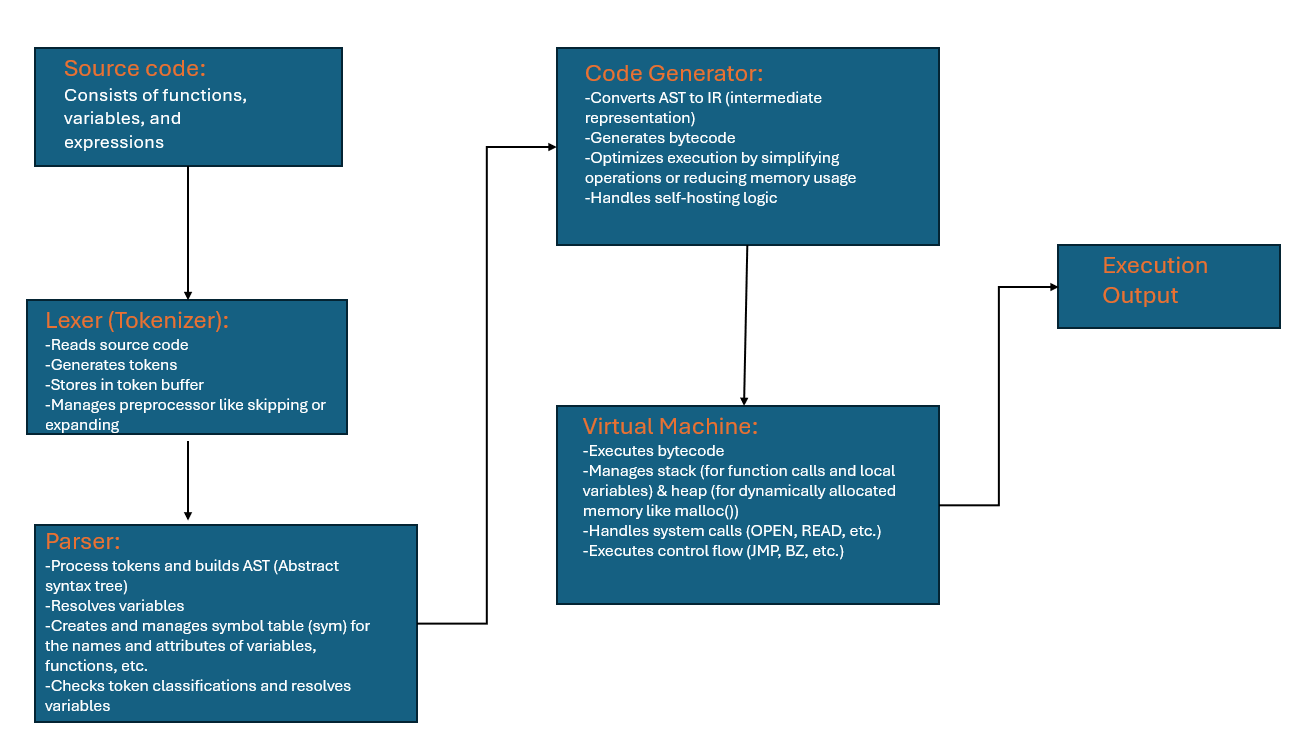 Source code:
Consists of functions,
variables, and
expressions
Lexer (Tokenizer):
-Reads source code
-Generates tokens
-Stores in token buffer
-Manages preprocessor like skipping or
expanding
Parser:
-Process tokens and builds AST (Abstract
syntax tree)
-Resolves variables
-Creates and manages symbol table (sym) for
the names and attributes of variables,
functions, etc.
-Checks token classifications and resolves
variables
Code Generator:
-Converts AST to IR (intermediate
representation)
-Generates bytecode
-Optimizes execution by simplifying
operations or reducing memory usage
-Handles self-hosting logic
Virtual Machine:
-Executes bytecode
-Manages stack (for function calls and local
variables) & heap (for dynamically allocated
memory like malloc())
-Handles system calls (OPEN, READ, etc.)
-Executes control flow (JMP, BZ, etc.)
Execution
Output